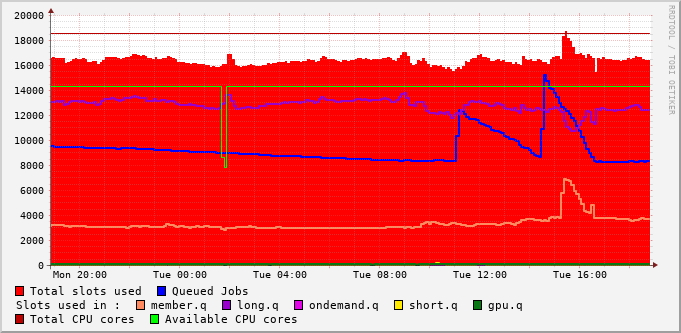 20000
18000
16000
14000
12000
10000
8000
6000
4000
2000
0
Mon 20:00 Tue 00:00 Tue 04:00 Tue 08:00 Tue 12:00 Tue 16:00
Total slots used Queued Jobs
Slots used in : member.q long.q ondemand.q short.q gpu.q
Total CPU cores Available CPU cores
RRDTOOL / TOBI OETIKER